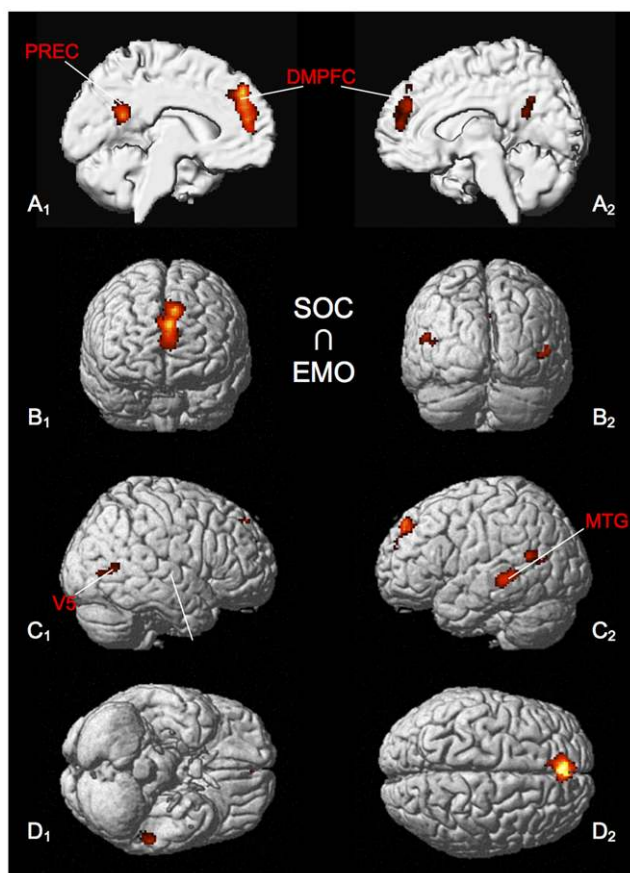 PREC
DMPFC
A₁
A₂
SOC
∩
EMO
B₁
B₂
MTG
V5
C₁
C₂
D₁
D₂